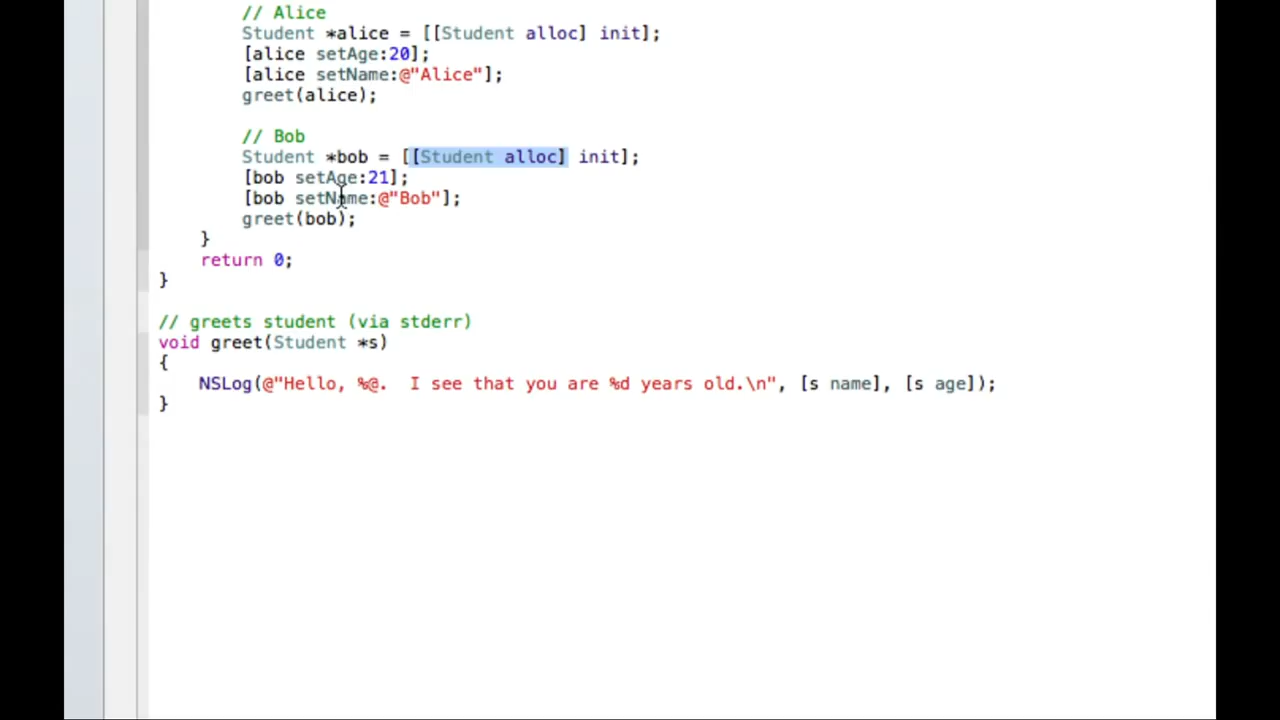 // Alice
Student *alice = [[Student alloc] init];
[alice setAge:20];
[alice setName:@"Alice"];
greet(alice);
// Bob
Student *bob = [[Student alloc] init];
[bob setAge:21];
[bob setName:@"Bob"];
greet(bob);
}
return 0;
}
// greets student (via stderr)
void greet(Student *s)
{
NSLog(@"Hello, %@.  I see that you are %d years old.\n", [s name], [s age]);
}